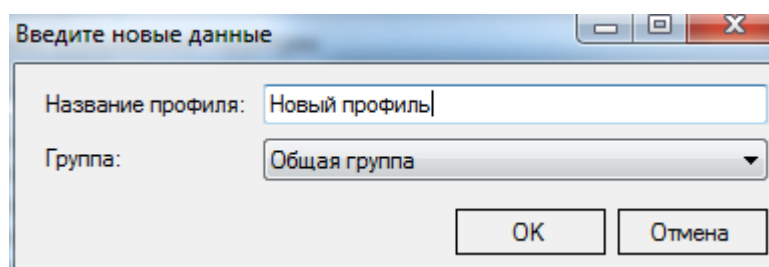 Введите новые данные
Название профиля: Новый профиль
Группа: Общая группа
OK Отмена